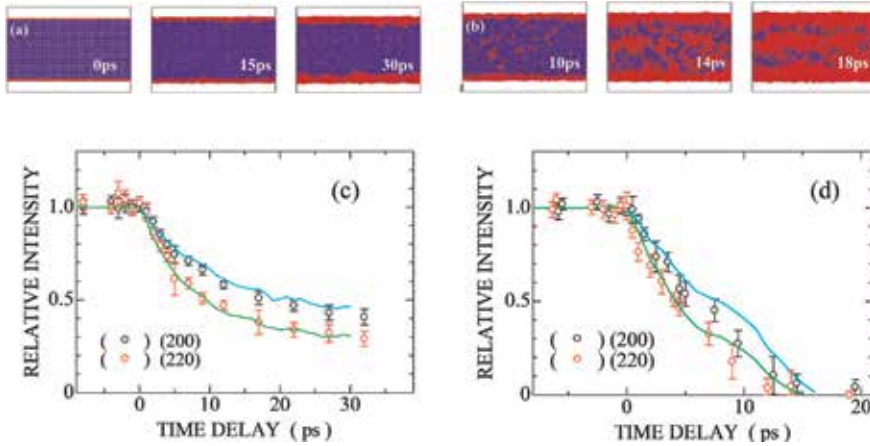 (a)
0ps
15ps
30ps
(b)
10ps
14ps
18ps
RELATIVE INTENSITY
1.0
0.5
0
(c)
( ) (200)
( ) (220)
0
10
20
30
TIME DELAY ( ps )
RELATIVE INTENSITY
1.0
0.5
0
(d)
( ) (200)
( ) (220)
0
10
20
TIME DELAY ( ps )